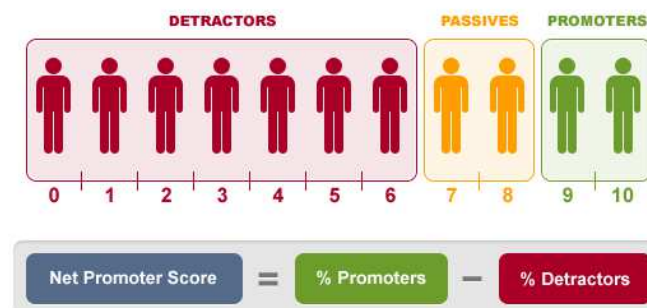 DETRACTORS PASSIVES PROMOTERS
0 1 2 3 4 5 6 7 8 9 10
Net Promoter Score = % Promoters − % Detractors